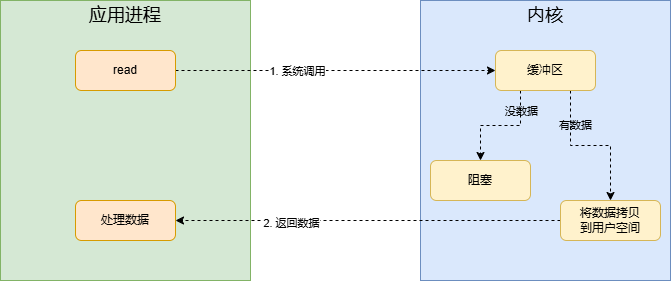 应用进程
内核
read
1. 系统调用
缓冲区
没数据
有数据
阻塞
处理数据
2. 返回数据
将数据拷贝
到用户空间